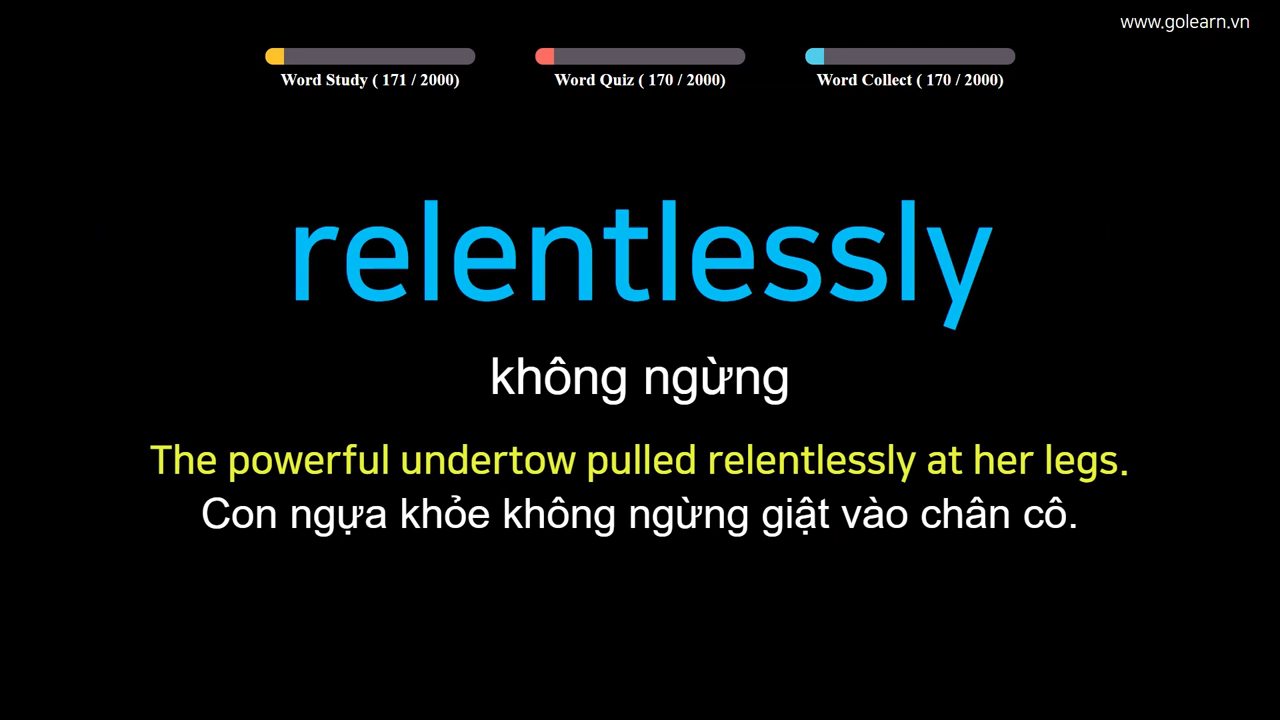 www.golearn.vn
Word Study ( 171 / 2000)
Word Quiz ( 170 / 2000)
Word Collect ( 170 / 2000)
relentlessly
không ngừng
The powerful undertow pulled relentlessly at her legs.
Con ngựa khỏe không ngừng giật vào chân cô.